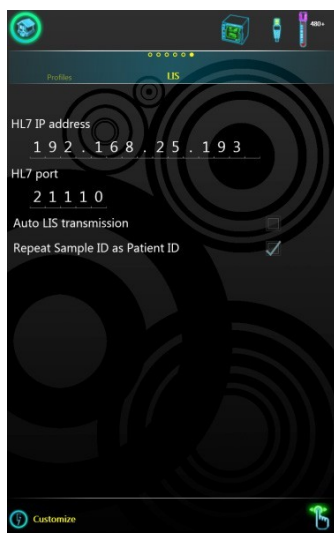 480+
Profiles
LIS
HL7 IP address
192.168.25.193
HL7 port
21110
Auto LIS transmission
Repeat Sample ID as Patient ID
Customize